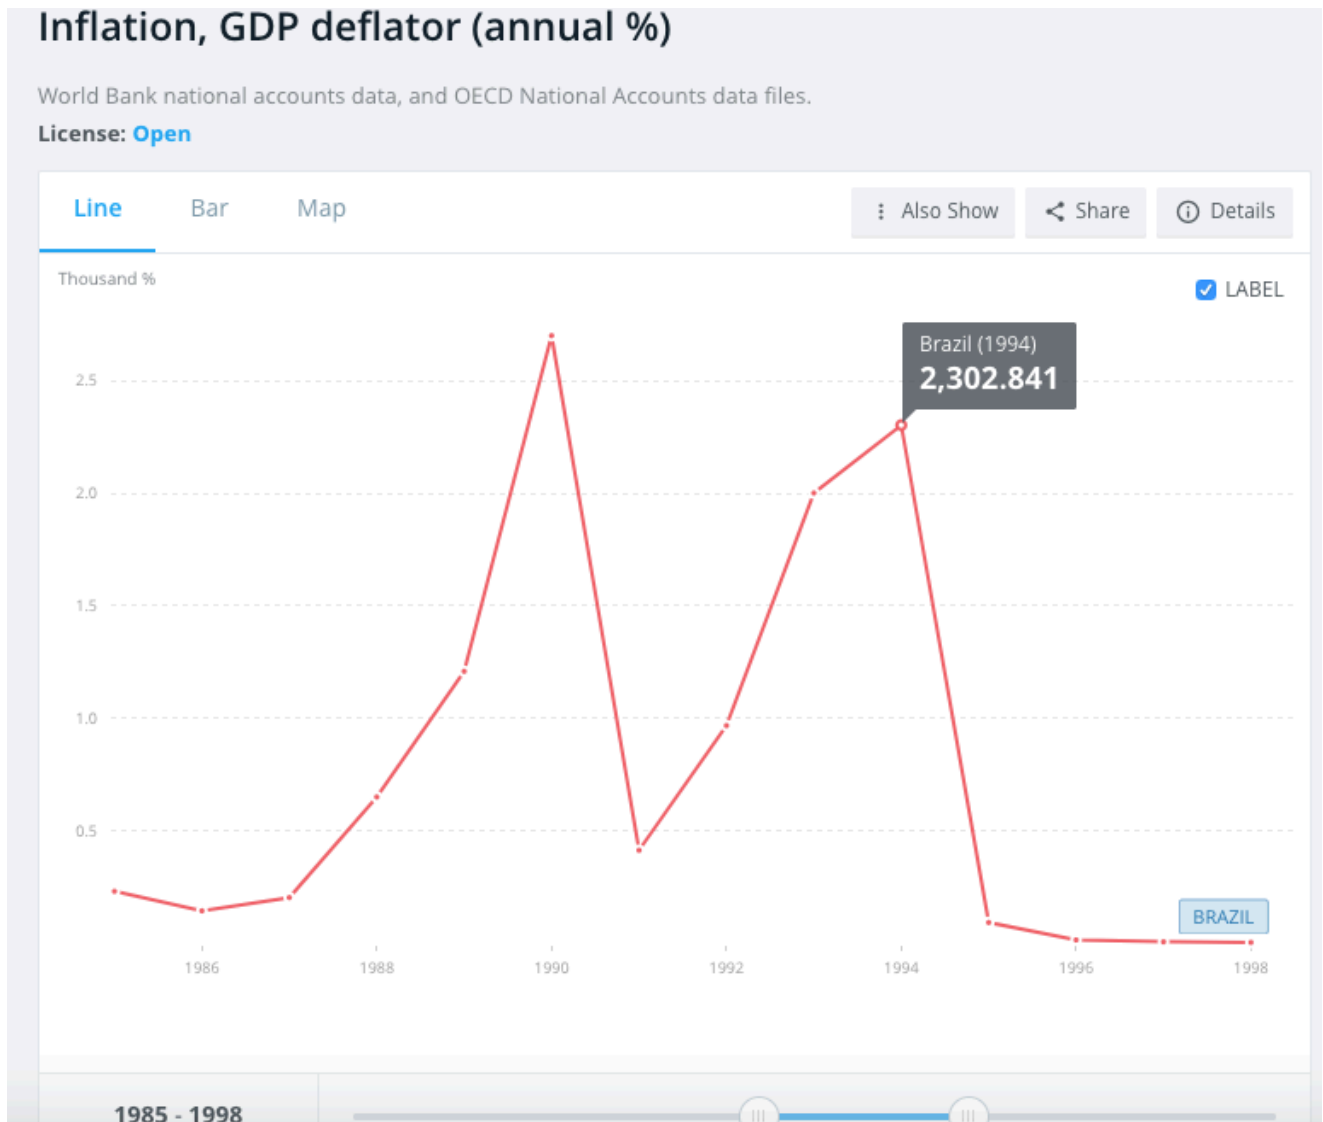 Inflation, GDP deflator (annual %)
World Bank national accounts data, and OECD National Accounts data files.
License: Open
Line Bar Map Also Show Share Details
Thousand %
LABEL
Brazil (1994)
2,302.841
2.5
2.0
1.5
1.0
0.5
BRAZIL
1986 1988 1990 1992 1994 1996 1998
1985 - 1998